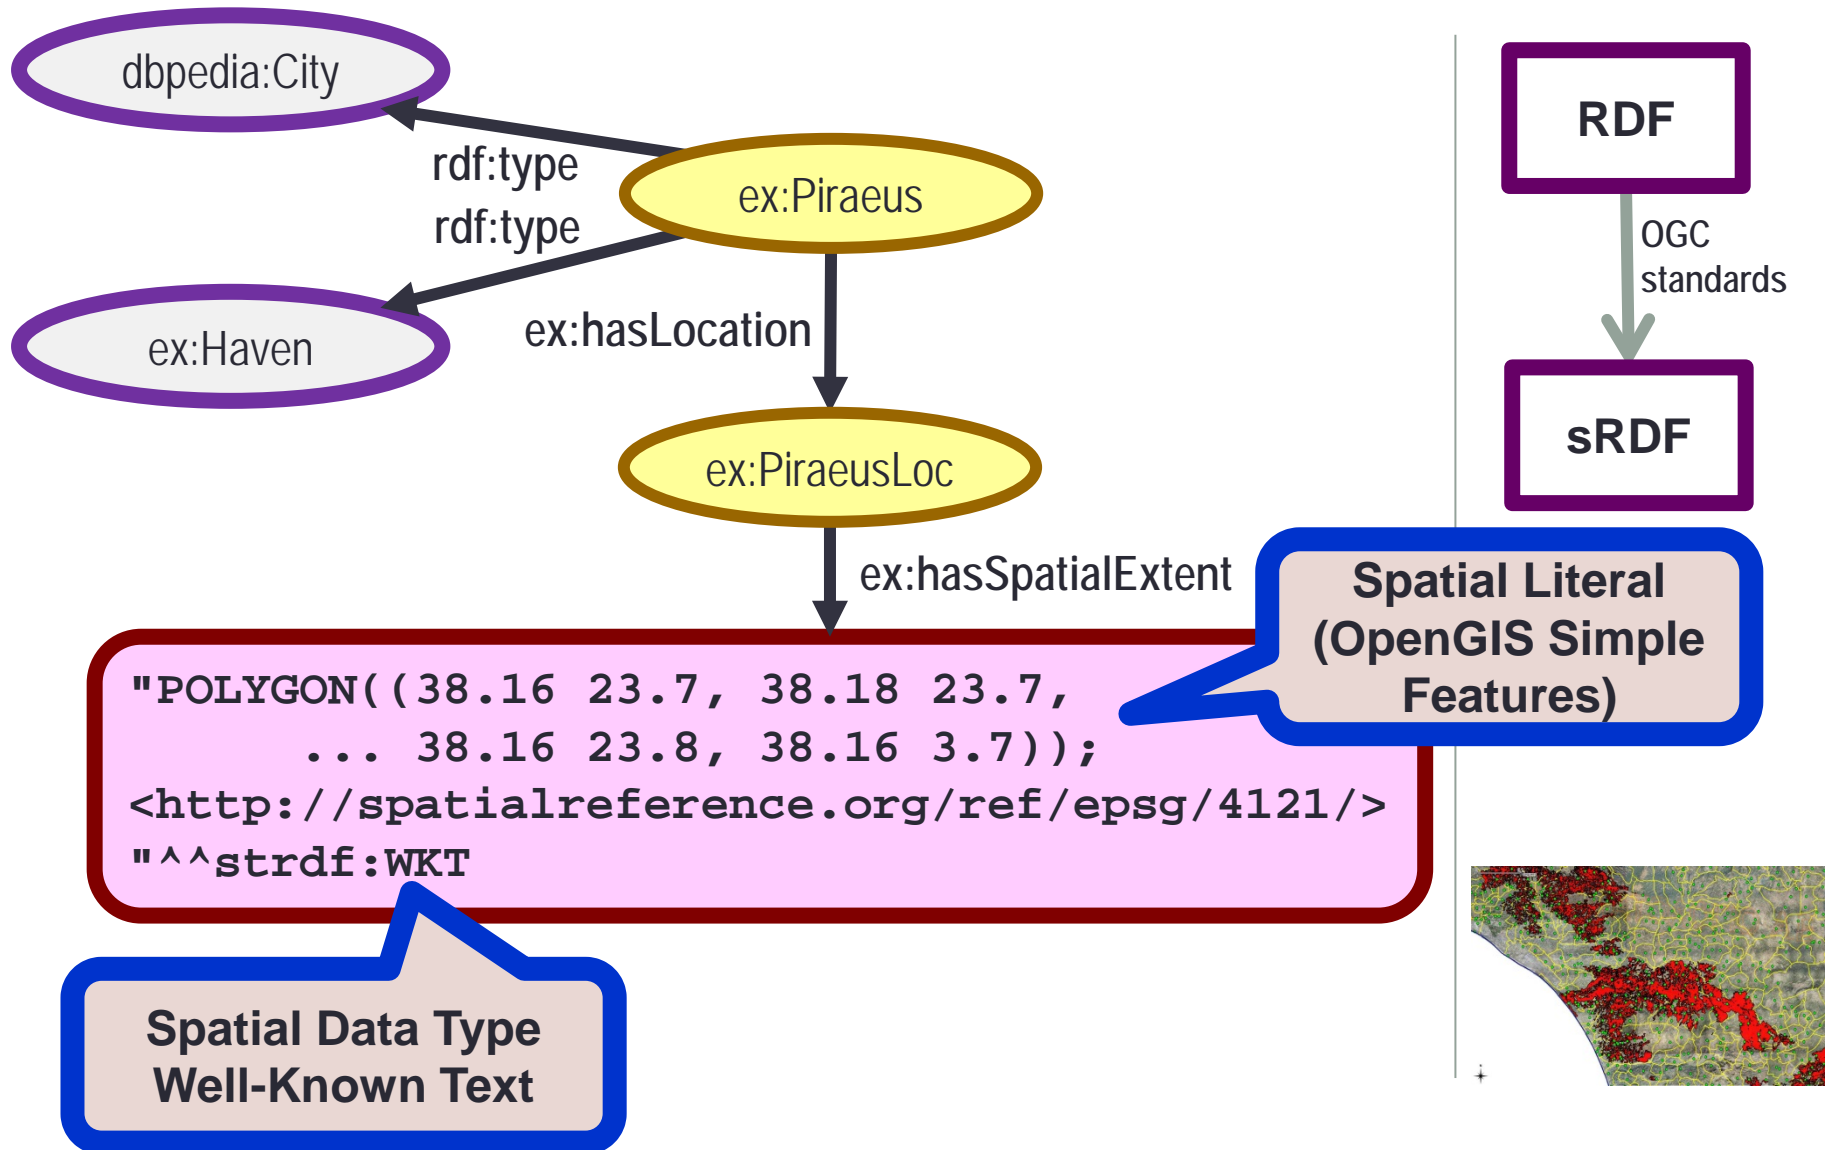 dbpedia:City
rdf:type
ex:Piraeus
rdf:type
ex:Haven
ex:hasLocation
ex:PiraeusLoc
ex:hasSpatialExtent
"POLYGON((38.16 23.7, 38.18 23.7,
... 38.16 23.8, 38.16 3.7));
<http://spatialreference.org/ref/epsg/4121/>
"^^strdf:WKT
Spatial Literal
(OpenGIS Simple
Features)
Spatial Data Type
Well-Known Text
RDF
OGC
standards
sRDF